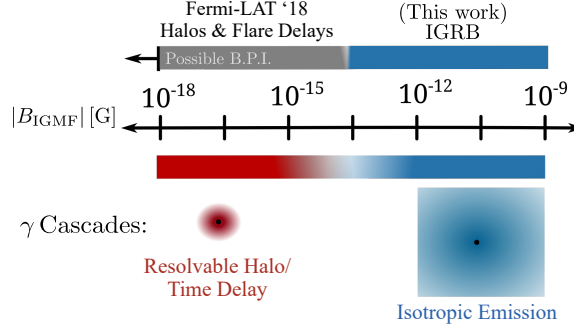 Fermi-LAT ‘18
Halos & Flare Delays
(This work)
IGRB
Possible B.P.I.
10^-18 10^-15 10^-12 10^-9
|B_IGMF| [G]
γ Cascades:
Resolvable Halo/
Time Delay
Isotropic Emission